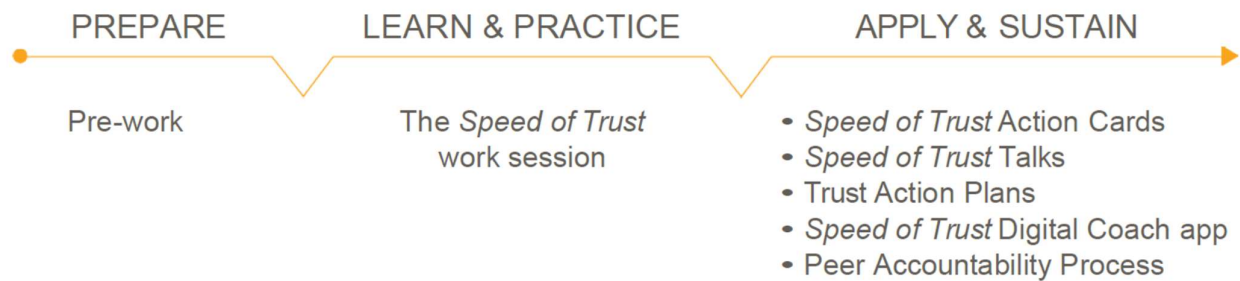 PREPARE
LEARN & PRACTICE
APPLY & SUSTAIN
Pre-work
The Speed of Trust
work session
• Speed of Trust Action Cards
• Speed of Trust Talks
• Trust Action Plans
• Speed of Trust Digital Coach app
• Peer Accountability Process